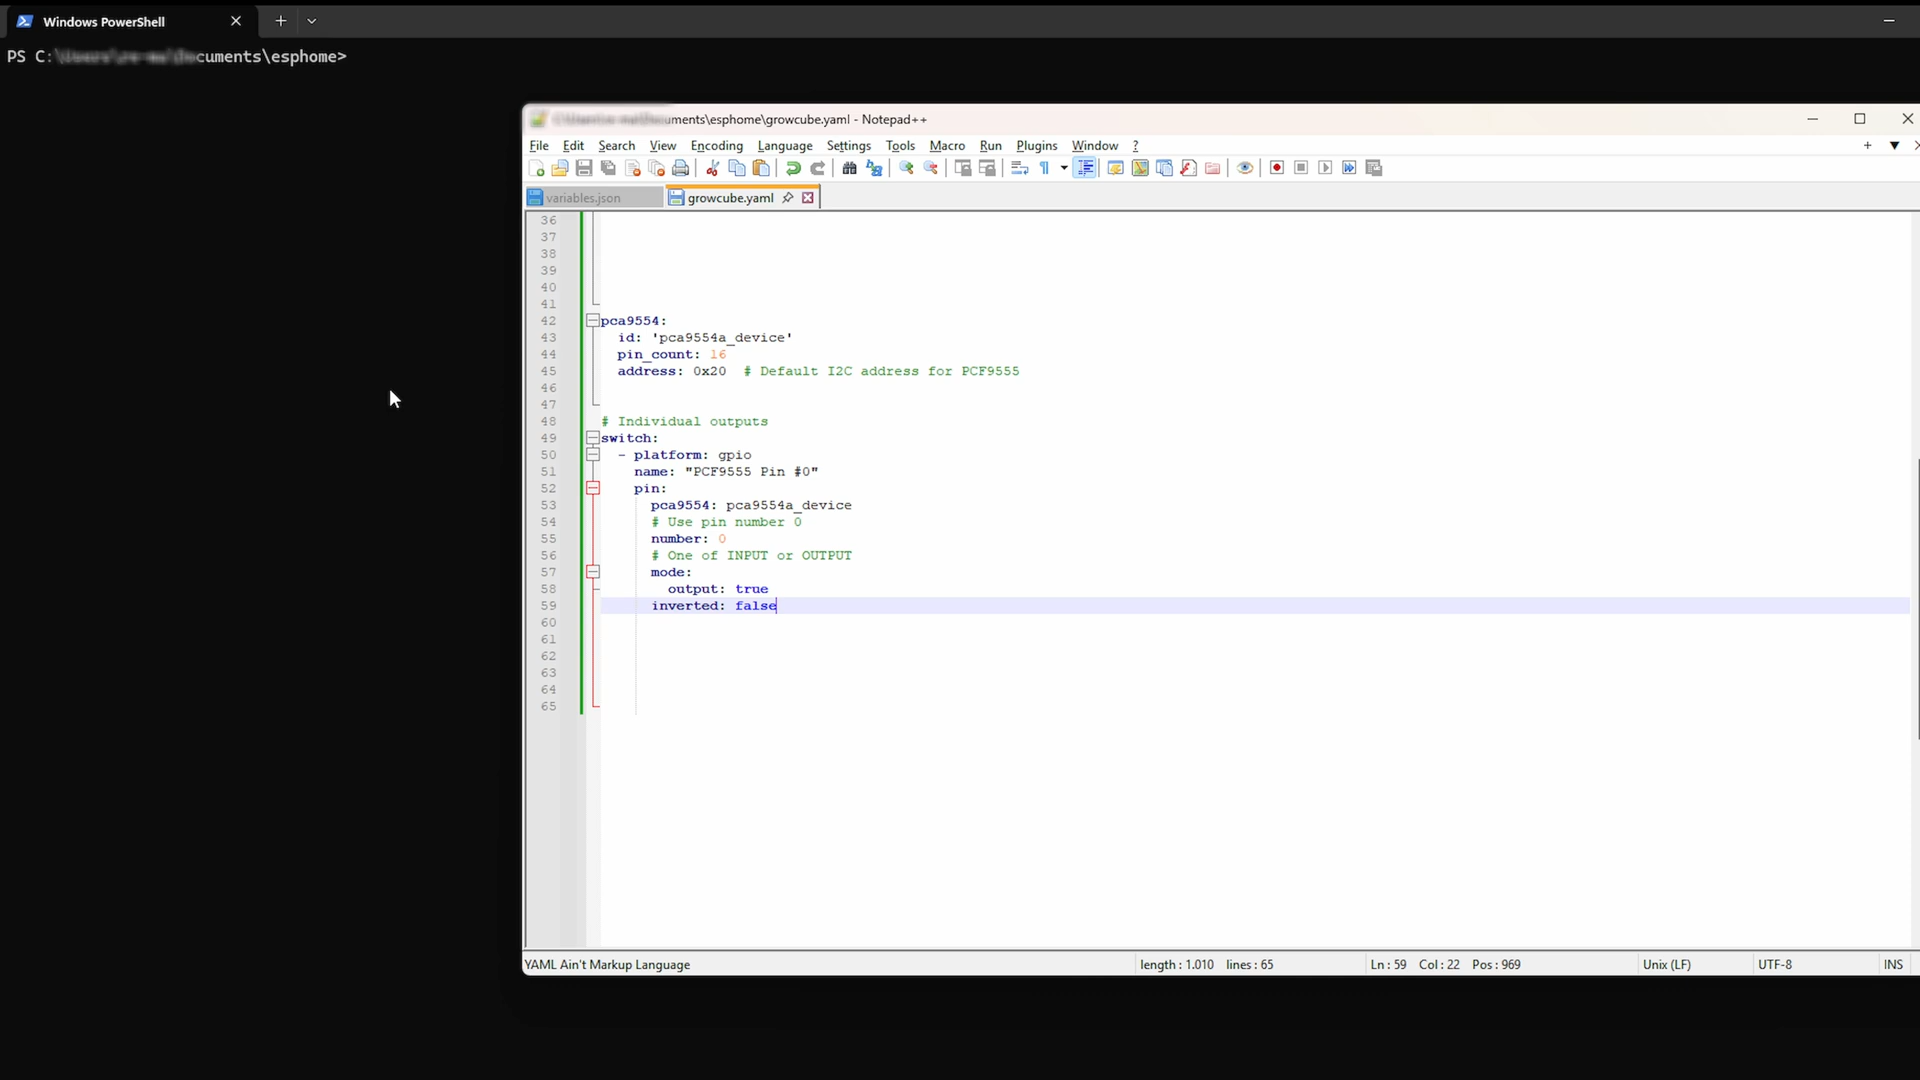 Windows PowerShell
PS C:\ cuments\esphome>
uments\esphome\growcube.yaml - Notepad++
File Edit Search View Encoding Language Settings Tools Macro Run Plugins Window ?
variables.json growcube.yaml
36
37
38
39
40
41
42 pca9554:
43 id: 'pca9554a_device'
44 pin_count: 16
45 address: 0x20 # Default I2C address for PCF9555
46
47
48 # Individual outputs
49 switch:
50 - platform: gpio
51 name: "PCF9555 Pin #0"
52 pin:
53 pca9554: pca9554a_device
54 # Use pin number 0
55 number: 0
56 # One of INPUT or OUTPUT
57 mode:
58 output: true
59 inverted: false
60
61
62
63
64
65
YAML Ain't Markup Language length : 1.010 lines : 65 Ln : 59 Col : 22 Pos : 969 Unix (LF) UTF-8 INS